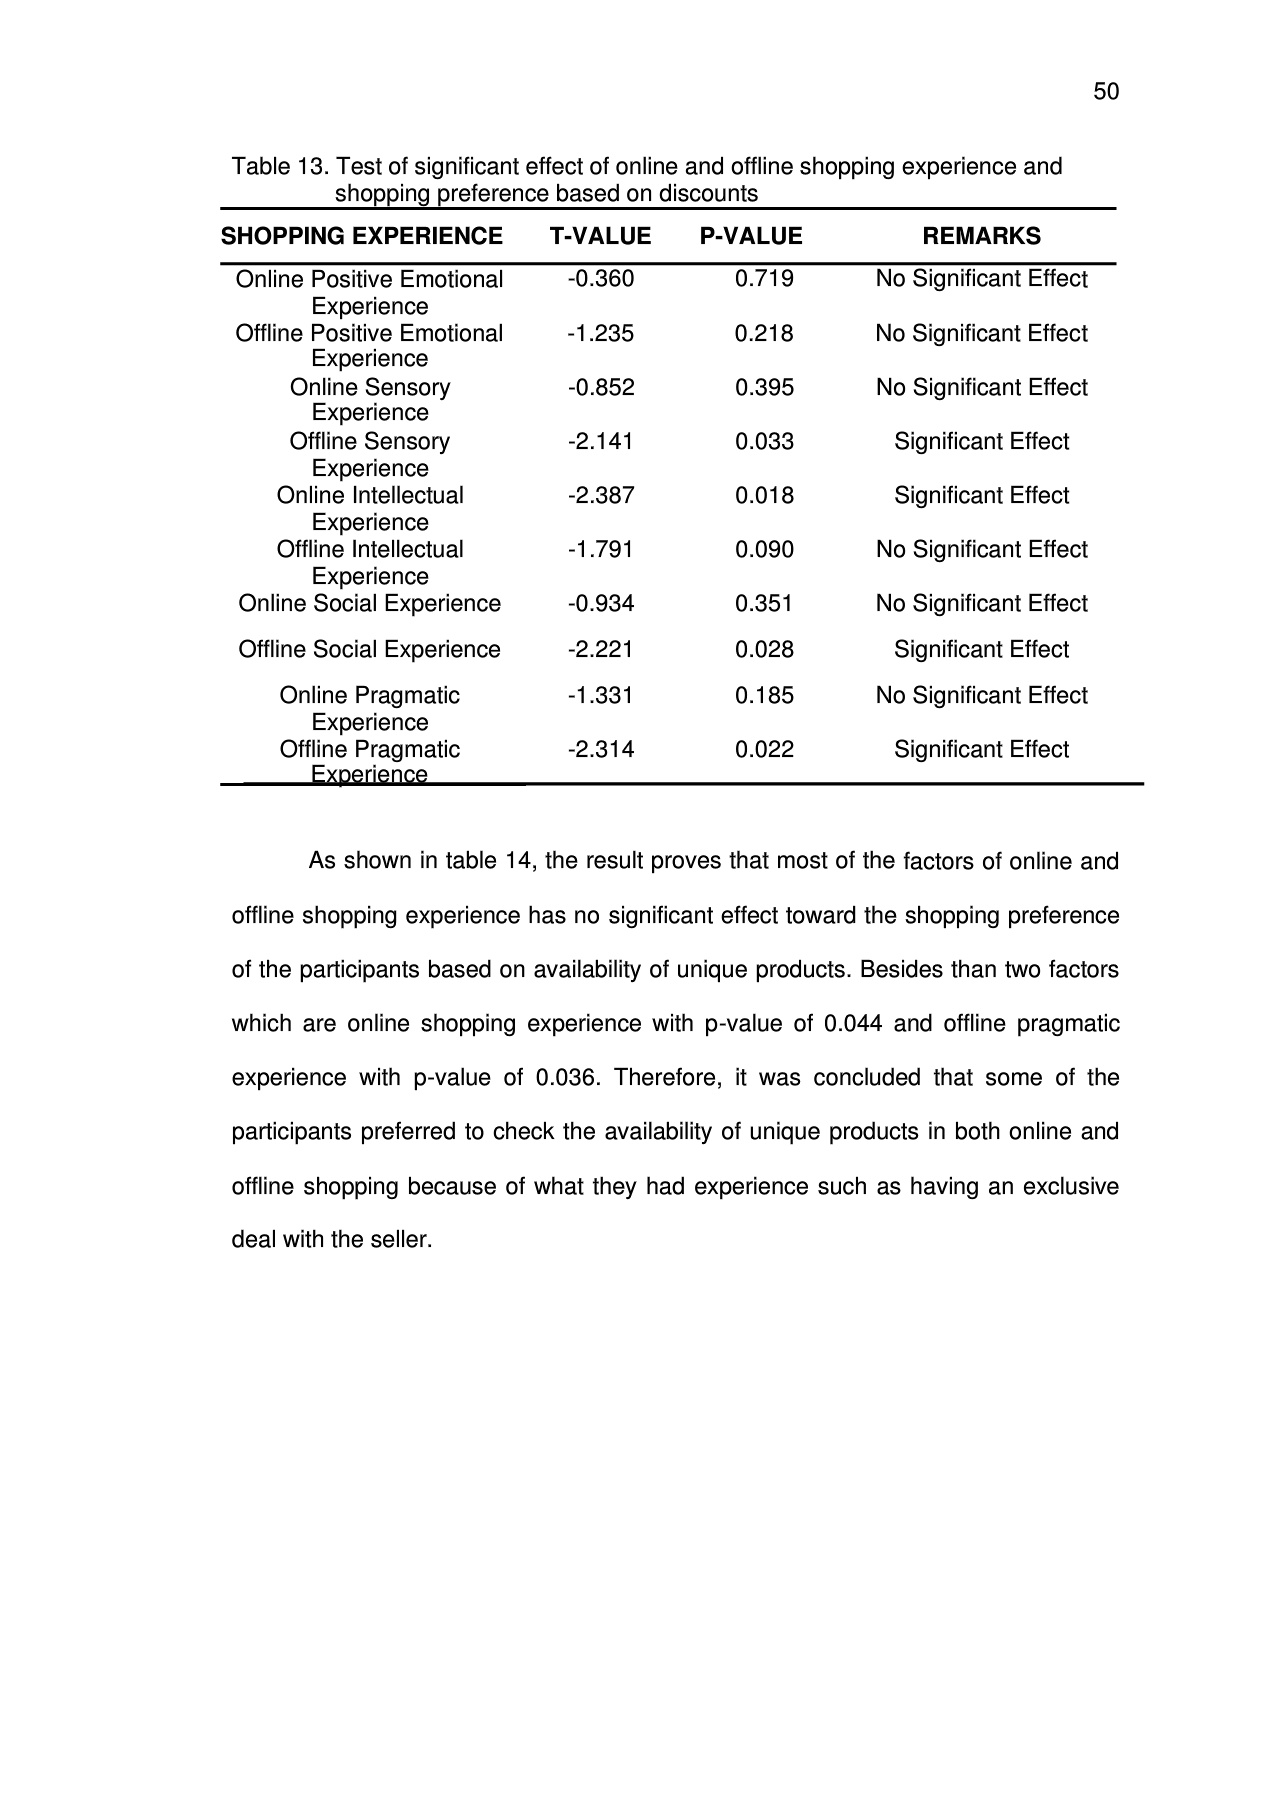 50
Table 13. Test of significant effect of online and offline shopping experience and
shopping preference based on discounts
SHOPPING EXPERIENCE T-VALUE P-VALUE REMARKS
Online Positive Emotional -0.360 0.719 No Significant Effect
Experience
Offline Positive Emotional -1.235 0.218 No Significant Effect
Experience
Online Sensory -0.852 0.395 No Significant Effect
Experience
Offline Sensory -2.141 0.033 Significant Effect
Experience
Online Intellectual -2.387 0.018 Significant Effect
Experience
Offline Intellectual -1.791 0.090 No Significant Effect
Experience
Online Social Experience -0.934 0.351 No Significant Effect
Offline Social Experience -2.221 0.028 Significant Effect
Online Pragmatic -1.331 0.185 No Significant Effect
Experience
Offline Pragmatic -2.314 0.022 Significant Effect
Experience
As shown in table 14, the result proves that most of the factors of online and
offline shopping experience has no significant effect toward the shopping preference
of the participants based on availability of unique products. Besides than two factors
which are online shopping experience with p-value of 0.044 and offline pragmatic
experience with p-value of 0.036. Therefore, it was concluded that some of the
participants preferred to check the availability of unique products in both online and
offline shopping because of what they had experience such as having an exclusive
deal with the seller.